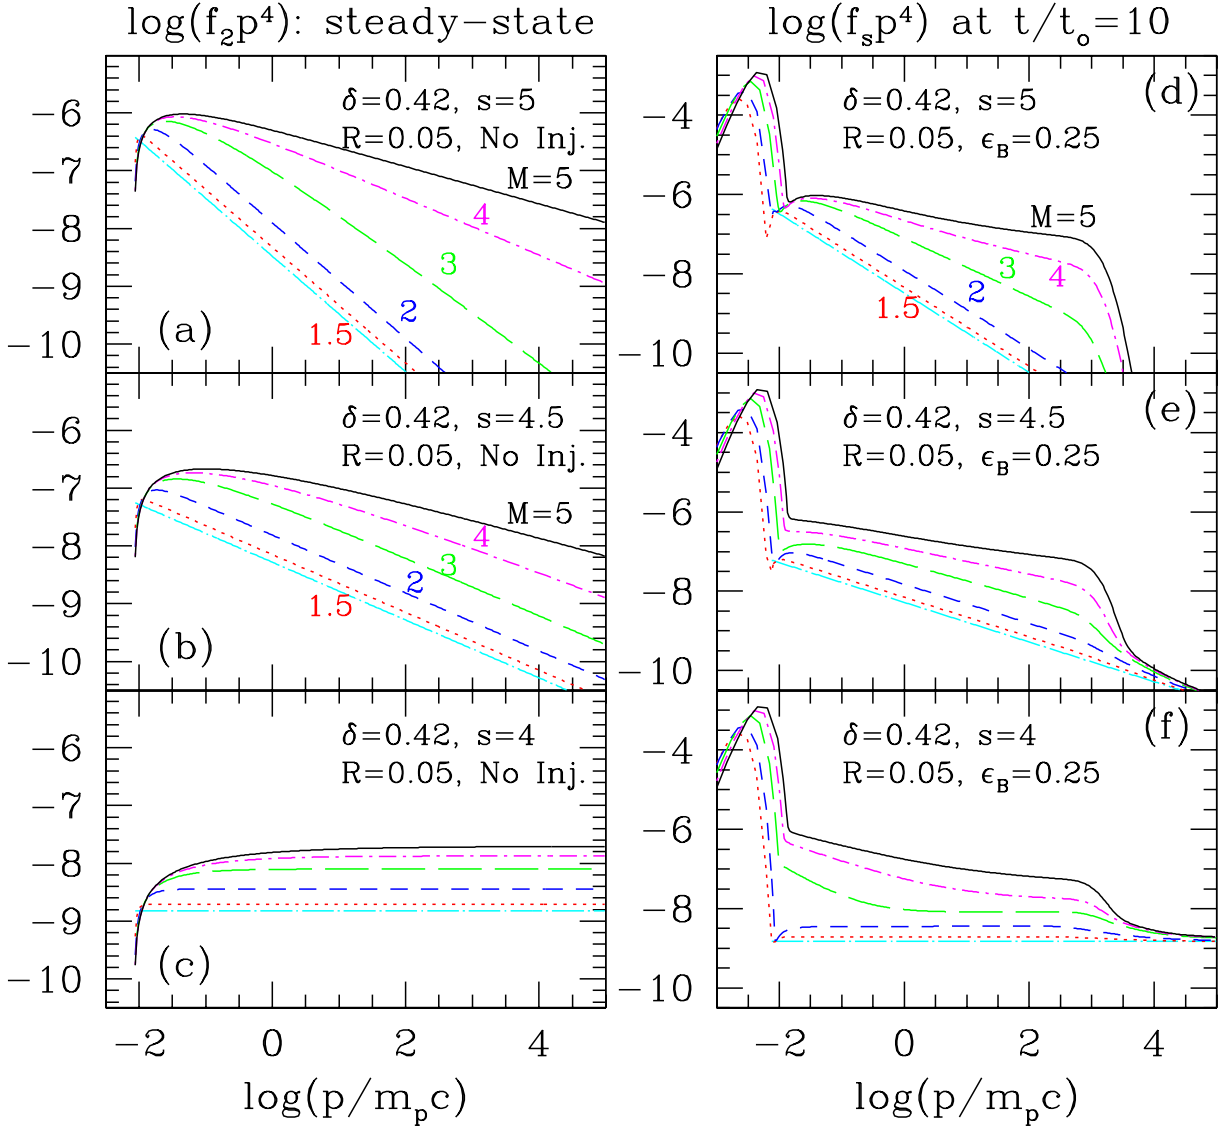 log(f₂p⁴): steady-state
log(fₛp⁴) at t/tₒ=10
δ=0.42, s=5
R=0.05, No Inj.
M=5
4
3
2
1.5
(a)
−6
−7
−8
−9
−10
δ=0.42, s=4.5
R=0.05, No Inj.
M=5
4
3
2
1.5
(b)
−6
−7
−8
−9
−10
δ=0.42, s=4
R=0.05, No Inj.
(c)
−6
−7
−8
−9
−10
−2 0 2 4
log(p/mₚc)
(d)
δ=0.42, s=5
R=0.05, ϵ_B=0.25
M=5
4
3
2
1.5
−4
−6
−8
−10
(e)
δ=0.42, s=4.5
R=0.05, ϵ_B=0.25
−4
−6
−8
−10
(f)
δ=0.42, s=4
R=0.05, ϵ_B=0.25
−4
−6
−8
−10
−2 0 2 4
log(p/mₚc)